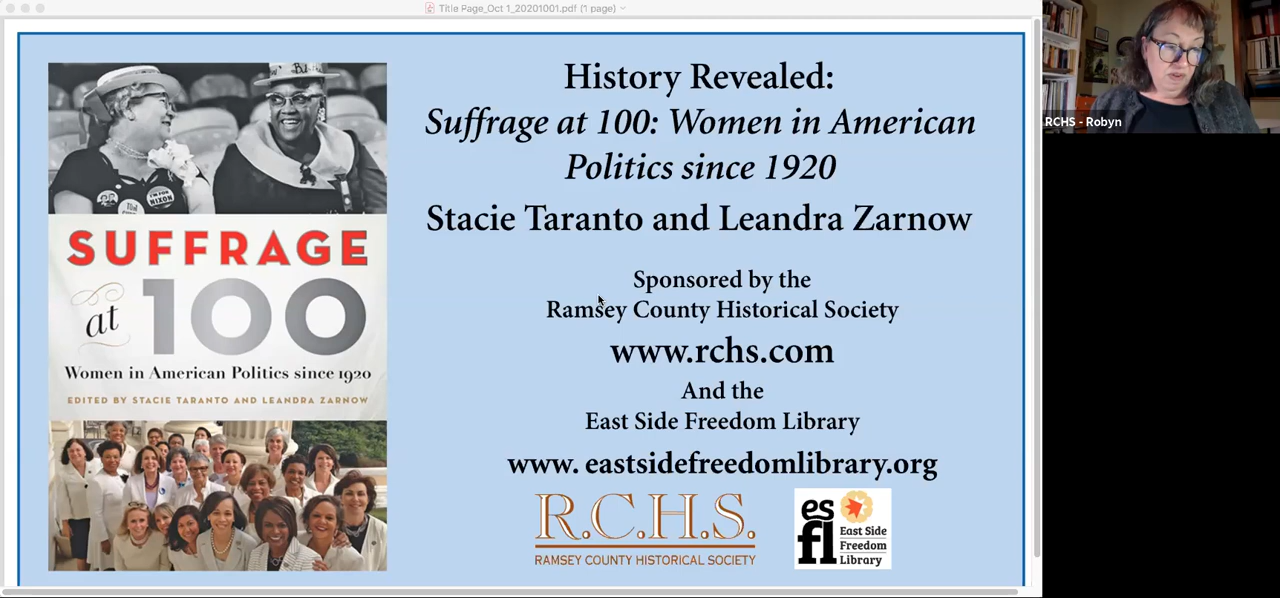 Title Page_Oct 1_20201001.pdf (1 page)
History Revealed:
Suffrage at 100: Women in American
Politics since 1920
Stacie Taranto and Leandra Zarnow
Sponsored by the
Ramsey County Historical Society
www.rchs.com
And the
East Side Freedom Library
www. eastsidefreedomlibrary.org
R.C.H.S.
RAMSEY COUNTY HISTORICAL SOCIETY
es
fl
East Side
Freedom
Library
I'M FOR
NIXON
SUFFRAGE
at 100
Women in American Politics since 1920
EDITED BY STACIE TARANTO AND LEANDRA ZARNOW
RCHS - Robyn